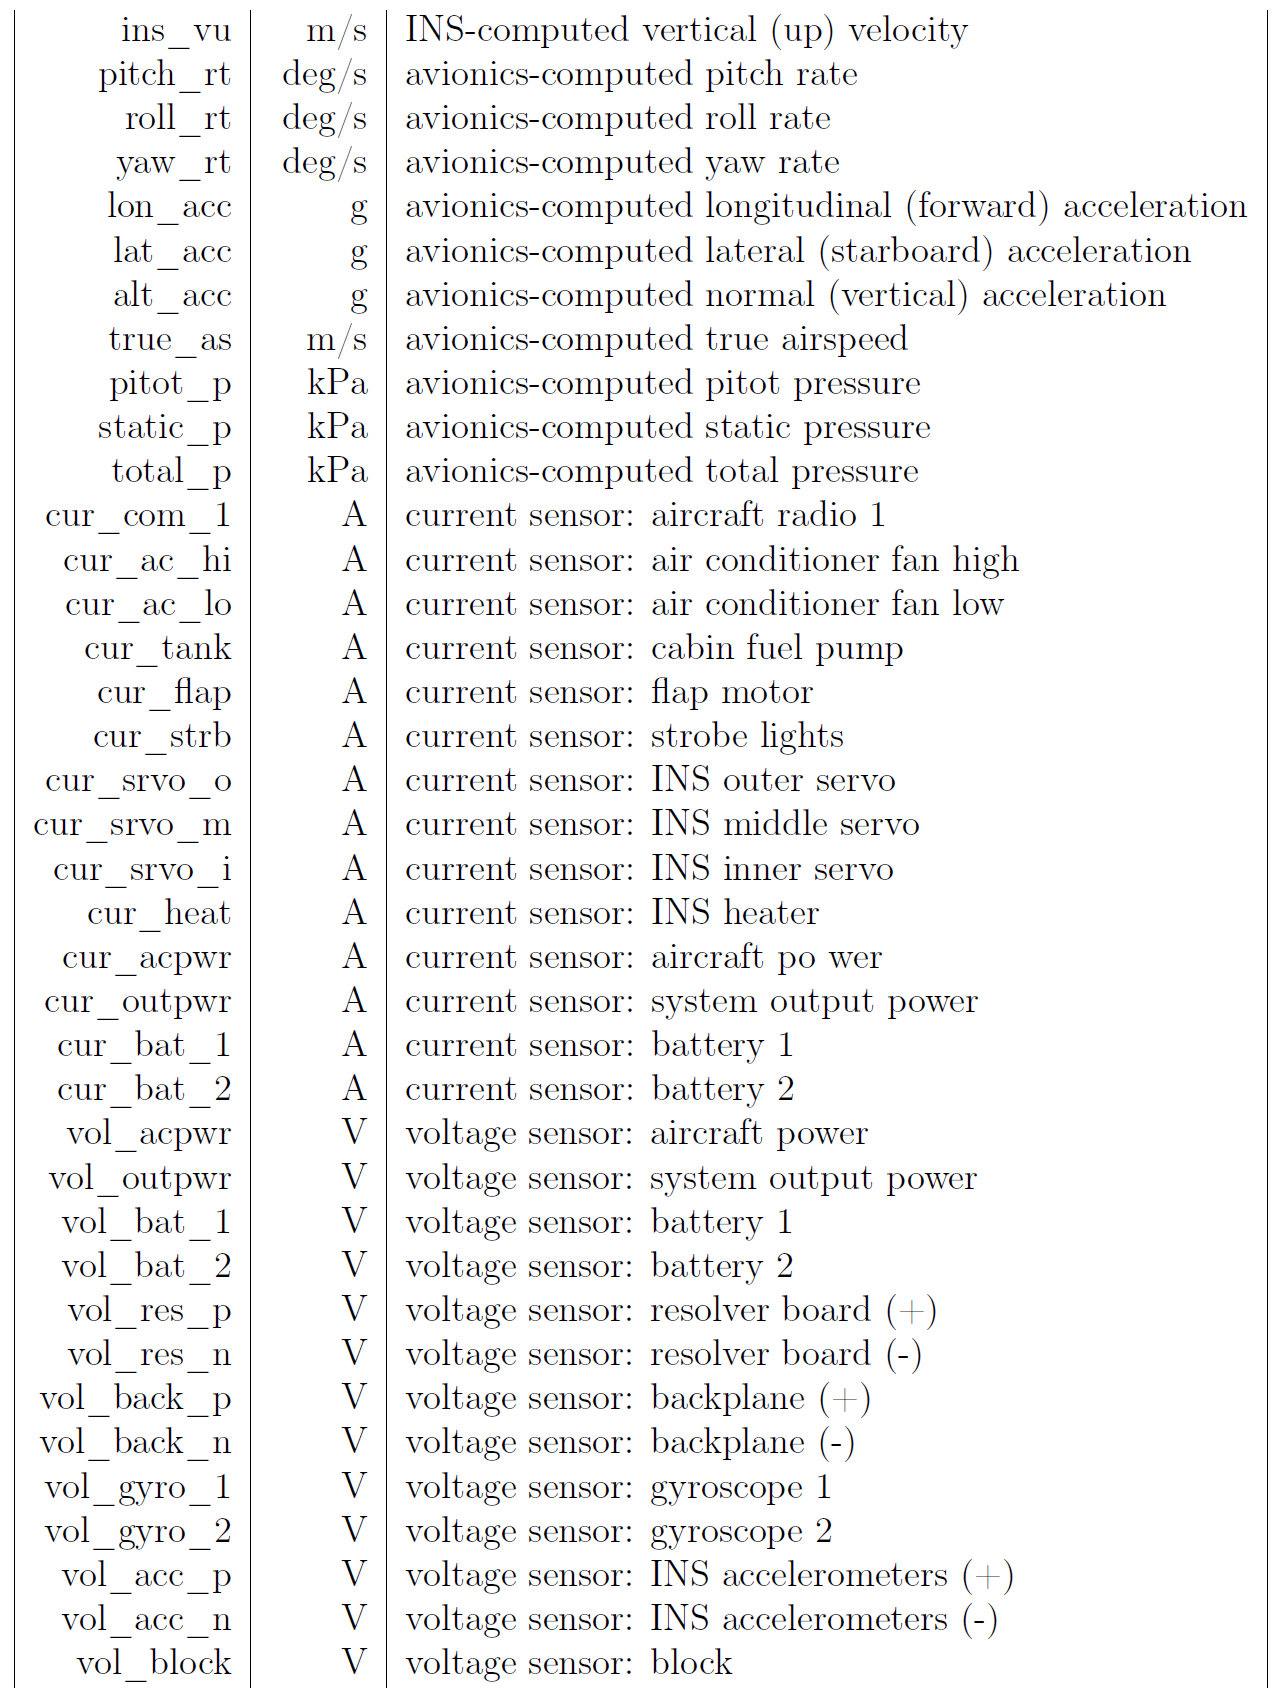 ins_vu m/s INS-computed vertical (up) velocity
pitch_rt deg/s avionics-computed pitch rate
roll_rt deg/s avionics-computed roll rate
yaw_rt deg/s avionics-computed yaw rate
lon_acc g avionics-computed longitudinal (forward) acceleration
lat_acc g avionics-computed lateral (starboard) acceleration
alt_acc g avionics-computed normal (vertical) acceleration
true_as m/s avionics-computed true airspeed
pitot_p kPa avionics-computed pitot pressure
static_p kPa avionics-computed static pressure
total_p kPa avionics-computed total pressure
cur_com_1 A current sensor: aircraft radio 1
cur_ac_hi A current sensor: air conditioner fan high
cur_ac_lo A current sensor: air conditioner fan low
cur_tank A current sensor: cabin fuel pump
cur_flap A current sensor: flap motor
cur_strb A current sensor: strobe lights
cur_srvo_o A current sensor: INS outer servo
cur_srvo_m A current sensor: INS middle servo
cur_srvo_i A current sensor: INS inner servo
cur_heat A current sensor: INS heater
cur_acpwr A current sensor: aircraft po wer
cur_outpwr A current sensor: system output power
cur_bat_1 A current sensor: battery 1
cur_bat_2 A current sensor: battery 2
vol_acpwr V voltage sensor: aircraft power
vol_outpwr V voltage sensor: system output power
vol_bat_1 V voltage sensor: battery 1
vol_bat_2 V voltage sensor: battery 2
vol_res_p V voltage sensor: resolver board (+)
vol_res_n V voltage sensor: resolver board (-)
vol_back_p V voltage sensor: backplane (+)
vol_back_n V voltage sensor: backplane (-)
vol_gyro_1 V voltage sensor: gyroscope 1
vol_gyro_2 V voltage sensor: gyroscope 2
vol_acc_p V voltage sensor: INS accelerometers (+)
vol_acc_n V voltage sensor: INS accelerometers (-)
vol_block V voltage sensor: block